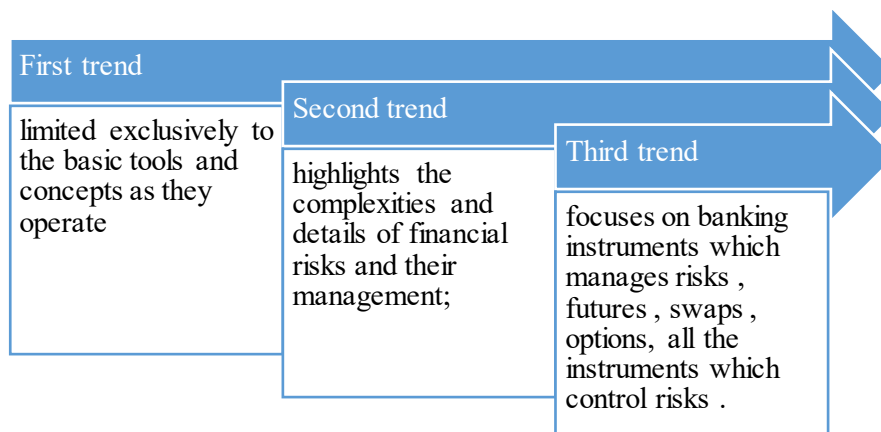 First trend
limited exclusively to
the basic tools and
concepts as they
operate
Second trend
highlights the
complexities and
details of financial
risks and their
management;
Third trend
focuses on banking
instruments which
manages risks ,
futures , swaps ,
options, all the
instruments which
control risks .